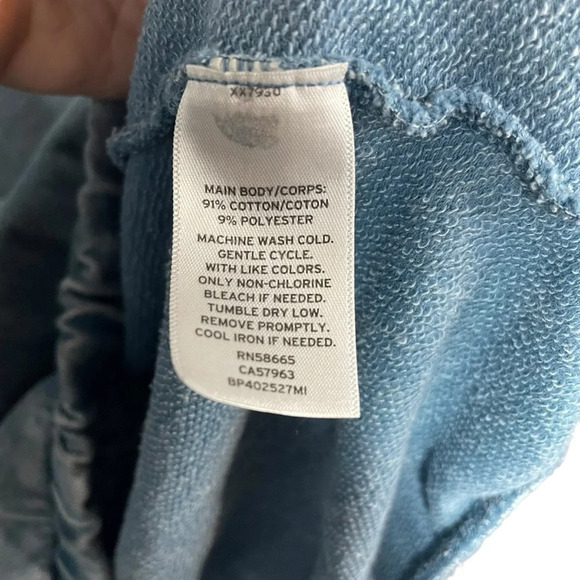 MAIN BODY/CORPS:
91% COTTON/COTON
9% POLYESTER
MACHINE WASH COLD.
GENTLE CYCLE.
WITH LIKE COLORS.
ONLY NON-CHLORINE
BLEACH IF NEEDED.
TUMBLE DRY LOW.
REMOVE PROMPTLY.
COOL IRON IF NEEDED.
RN58665
CA57963
BP402527MI